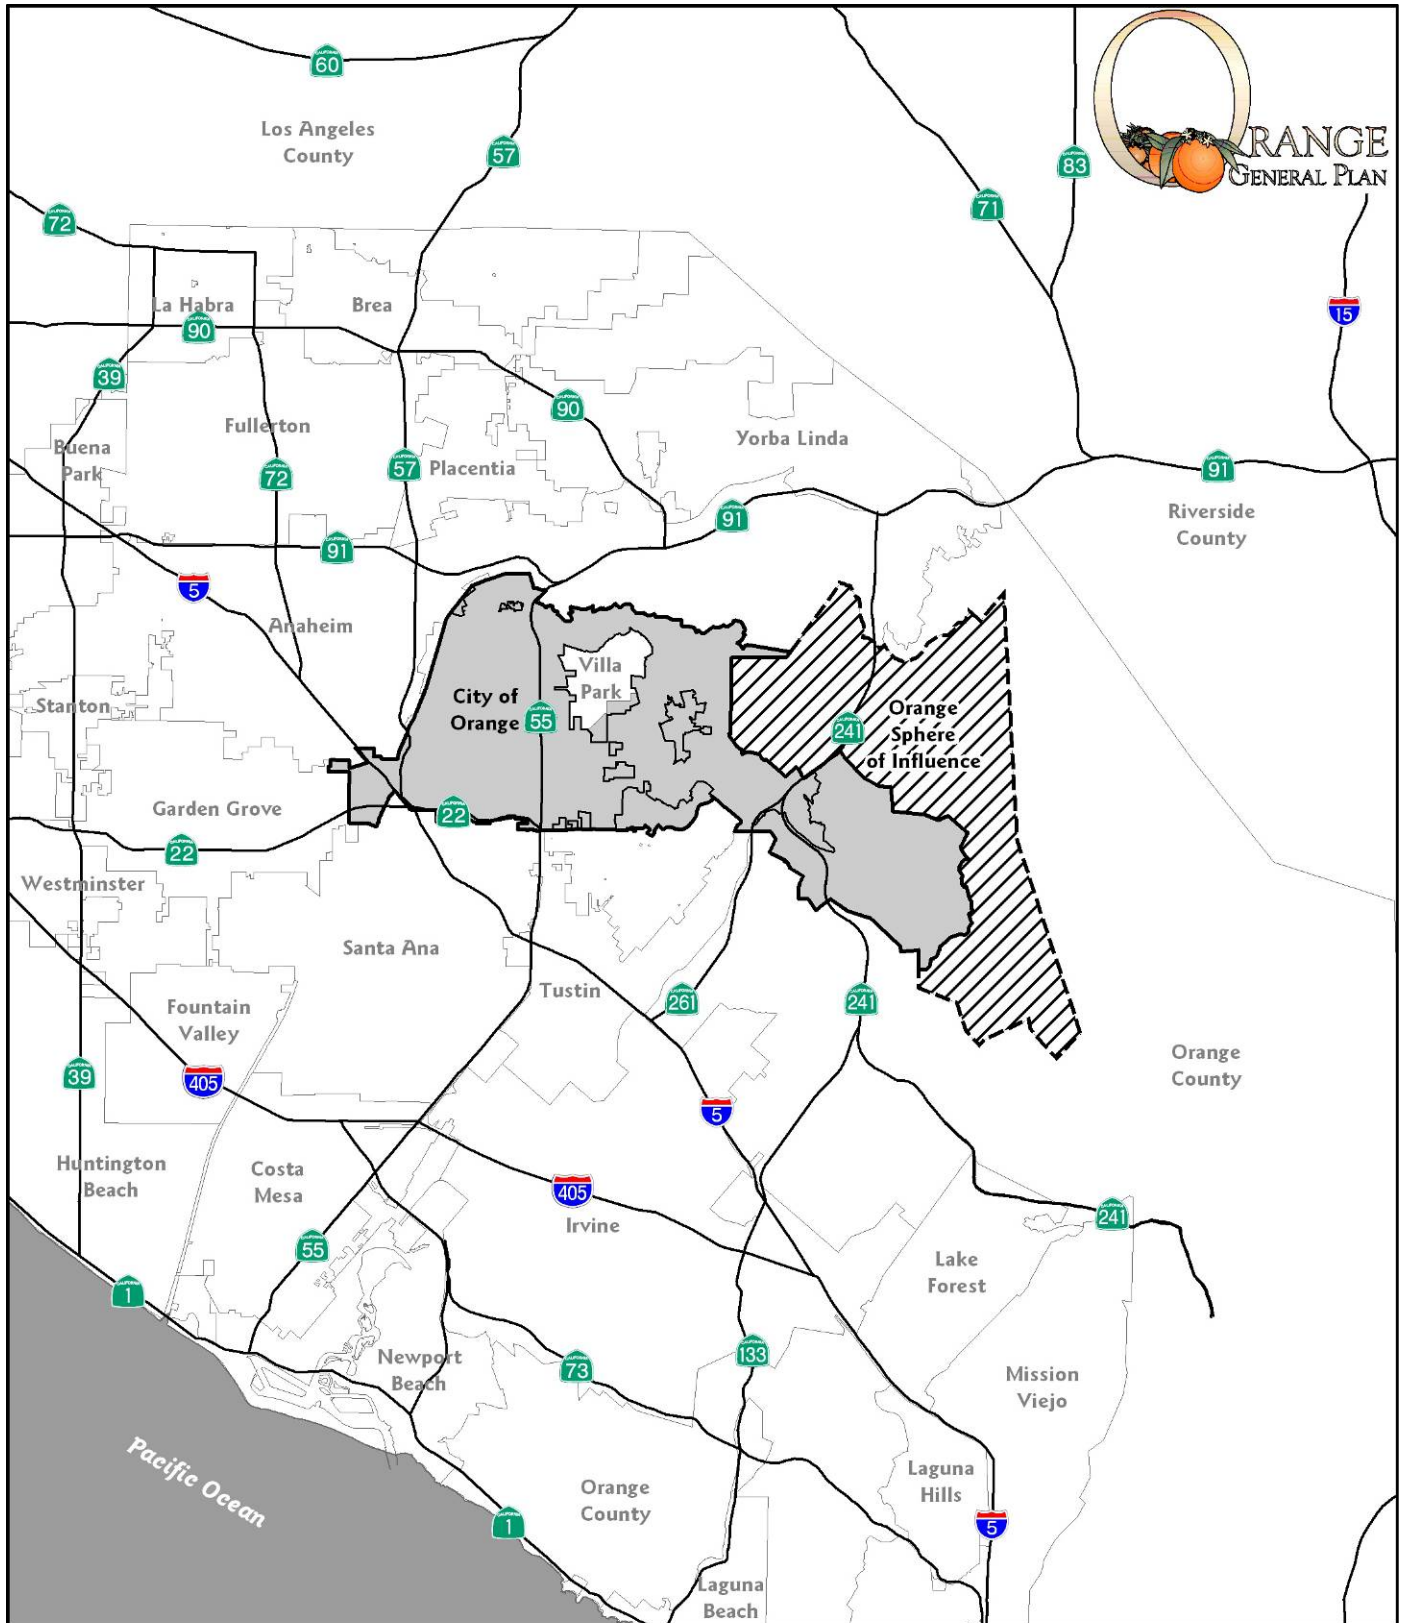 60
Los Angeles
County
57
83
ORANGE
GENERAL PLAN
71
72
15
La Habra
Brea
90
39
90
Fullerton
Yorba Linda
Buena
Park
72
57
Placentia
91
91
Riverside
County
91
5
Anaheim
Villa
Park
City of
Orange
55
Stanton
241
Orange
Sphere
of Influence
Garden Grove
22
22
Westminster
Santa Ana
Tustin
261
241
Fountain
Valley
39
405
Orange
County
5
Huntington
Beach
Costa
Mesa
405
Irvine
241
55
Lake
Forest
1
Newport
Beach
73
133
Mission
Viejo
Pacific Ocean
Orange
County
Laguna
Hills
1
5
Laguna
Beach